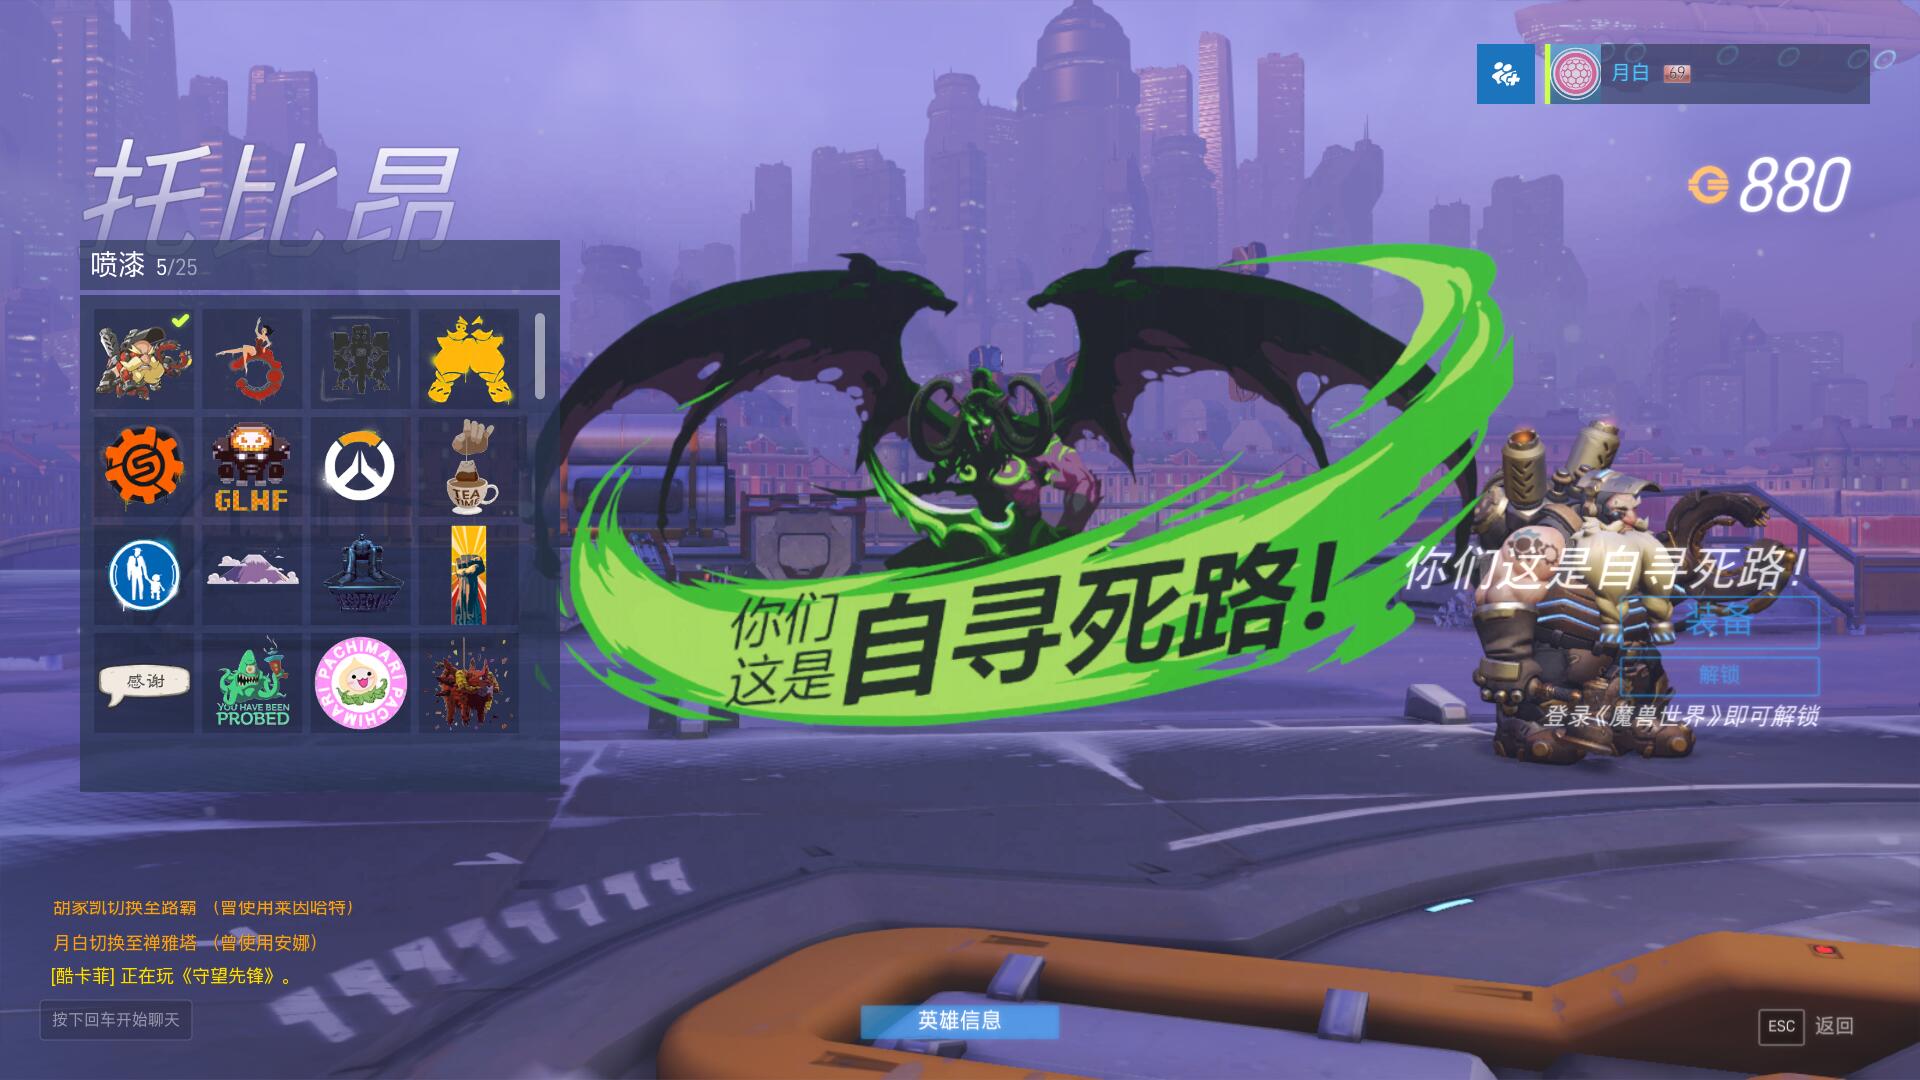 月白 69
880
托比昂
喷漆 5/25
GLHF
TEA TIME
RESPECT
RISE
感谢
YOU HAVE BEEN PROBED
PACHIMARI PACHIMARI
你们这是自寻死路!
你们这是自寻死路!
装备
解锁
登录《魔兽世界》即可解锁
胡家凯切换至路霸 （曾使用莱因哈特）
月白切换至禅雅塔 （曾使用安娜）
[酷卡菲] 正在玩《守望先锋》。
按下回车开始聊天
英雄信息
ESC 返回